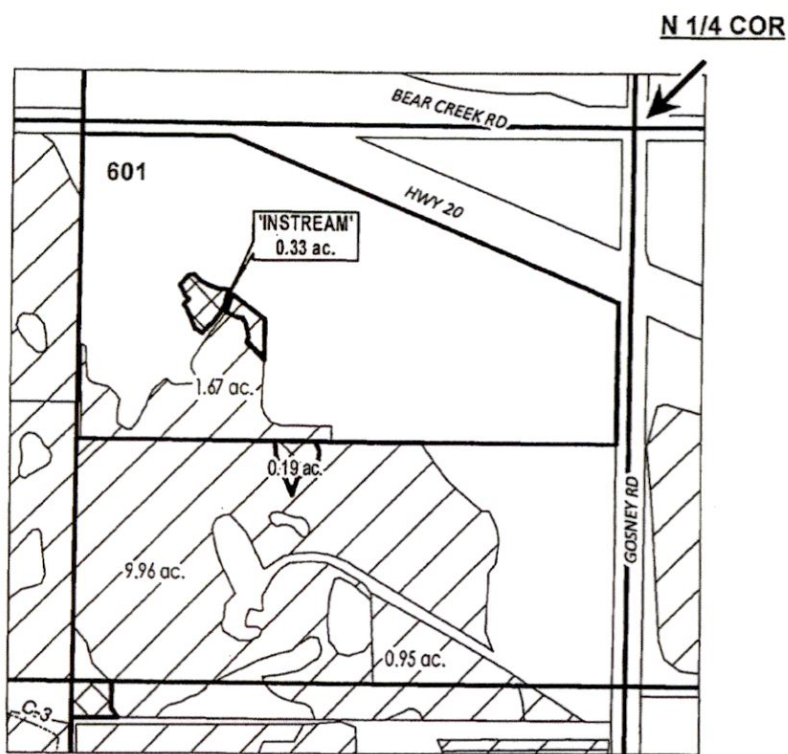 N 1/4 COR
BEAR CREEK RD
601
HWY 20
'INSTREAM'
0.33 ac.
1.67 ac.
0.19 ac.
GOSNEY RD
9.96 ac.
0.95 ac.
C-3